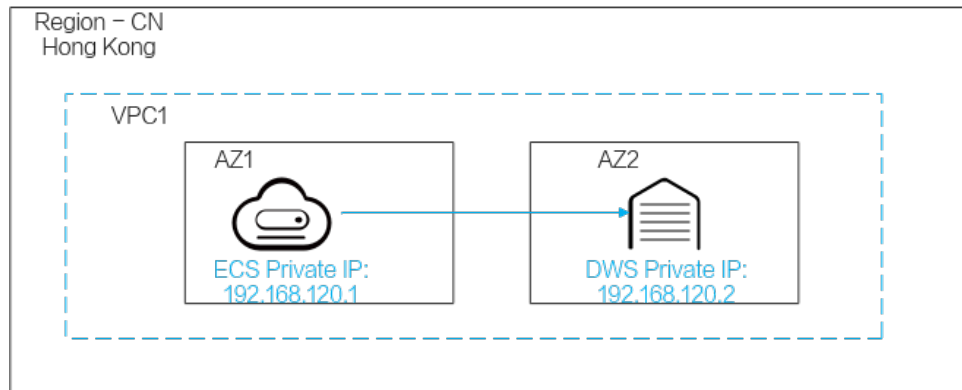 Region – CN
Hong Kong
VPC1
AZ1
ECS Private IP:
192.168.120.1
AZ2
DWS Private IP:
192.168.120.2